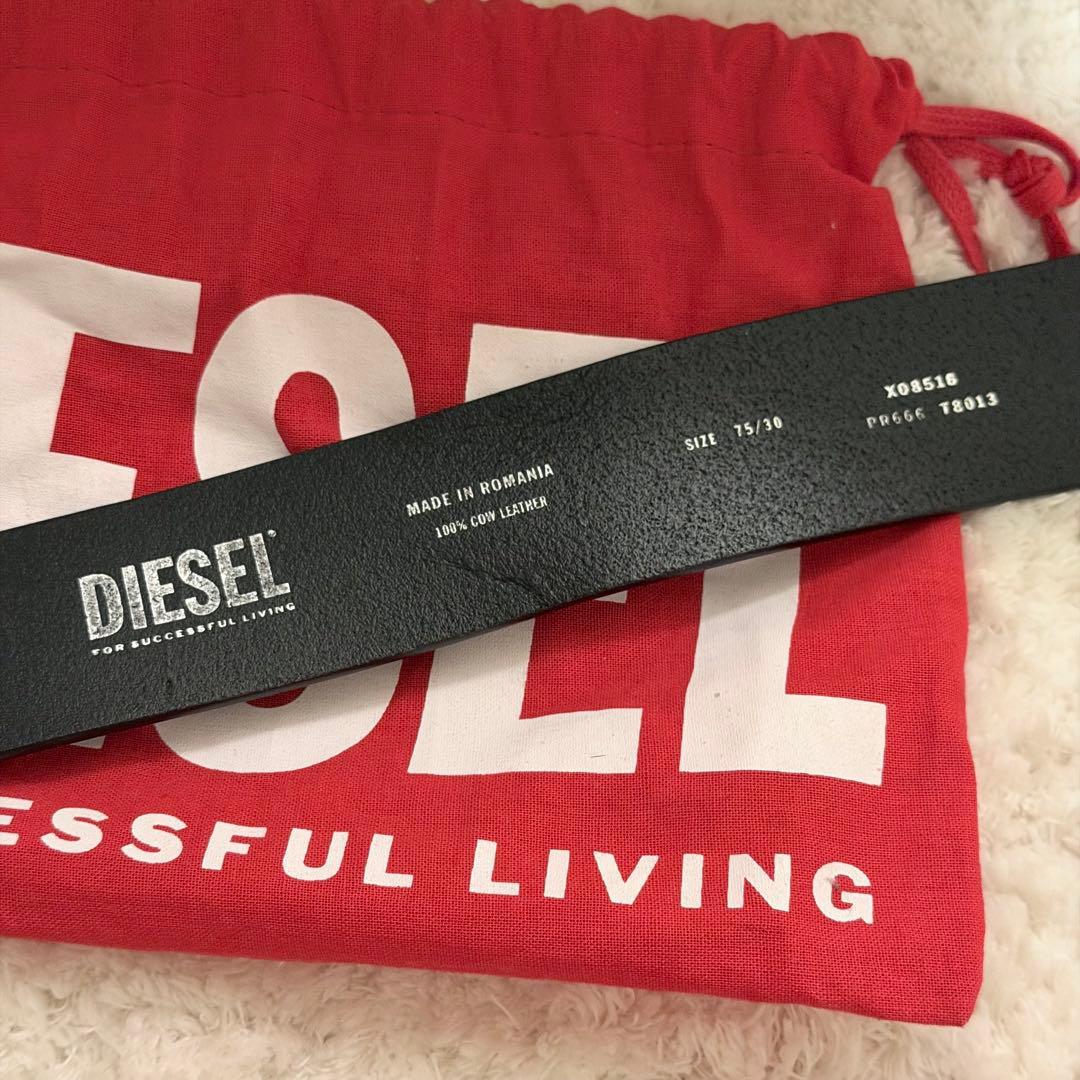 ESEL
ESSFUL LIVING
DIESEL®
FOR SUCCESSFUL LIVING
MADE IN ROMANIA
100% COW LEATHER
SIZE 75/30
X08516
PR666 T8013